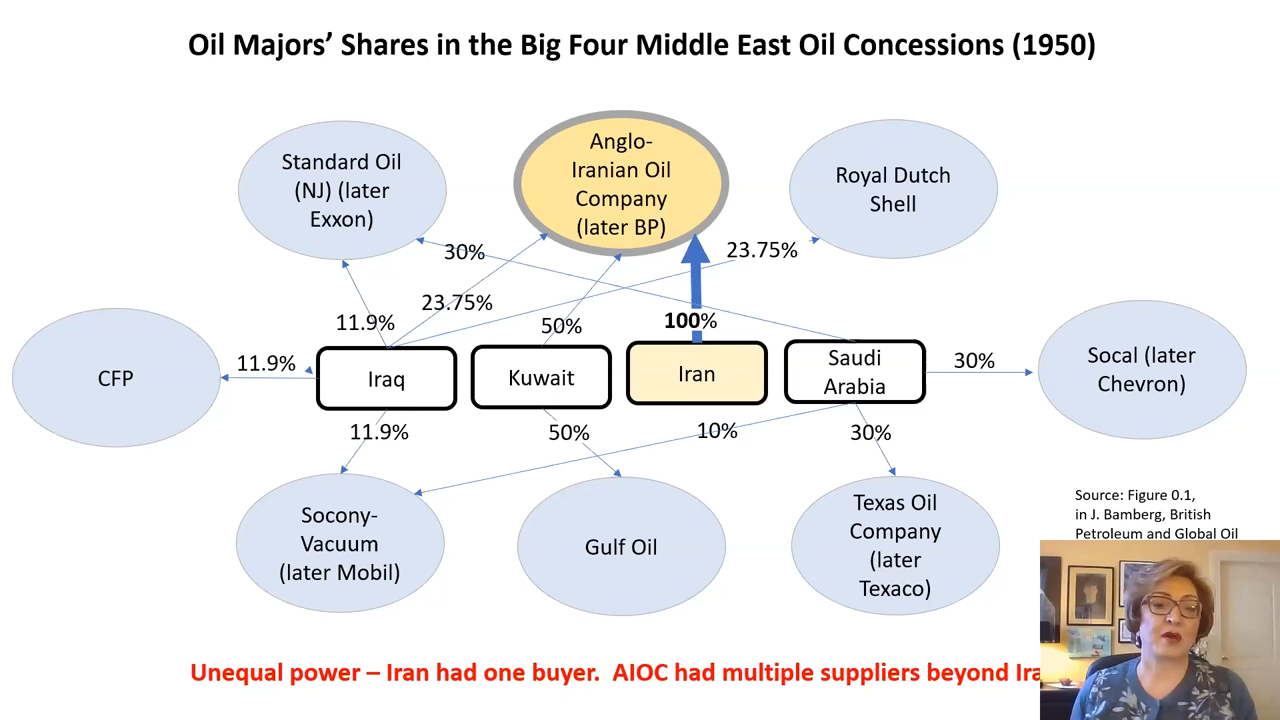 Oil Majors’ Shares in the Big Four Middle East Oil Concessions (1950)
Standard Oil
(NJ) (later
Exxon)
Anglo-
Iranian Oil
Company
(later BP)
Royal Dutch
Shell
30%
23.75%
23.75%
11.9%
50%
100%
CFP
11.9%
Iraq
Kuwait
Iran
Saudi
Arabia
30%
Socal (later
Chevron)
11.9%
50%
10%
30%
Socony-
Vacuum
(later Mobil)
Gulf Oil
Texas Oil
Company
(later
Texaco)
Source: Figure 0.1,
in J. Bamberg, British
Petroleum and Global Oil
Unequal power – Iran had one buyer.  AIOC had multiple suppliers beyond